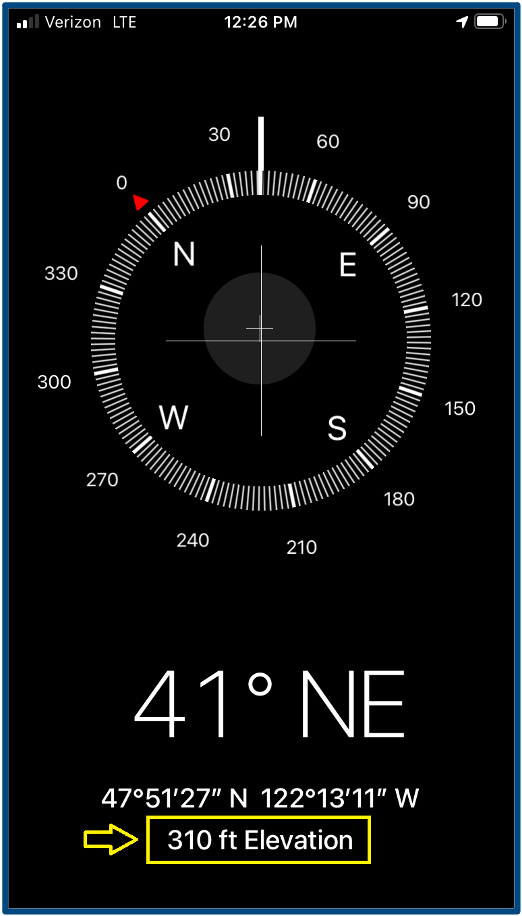 Verizon LTE 12:26 PM
30 60
0 90
N E
330 120
300 150
W S
270 180
240 210
41° NE
47°51′27″ N 122°13′11″ W
310 ft Elevation